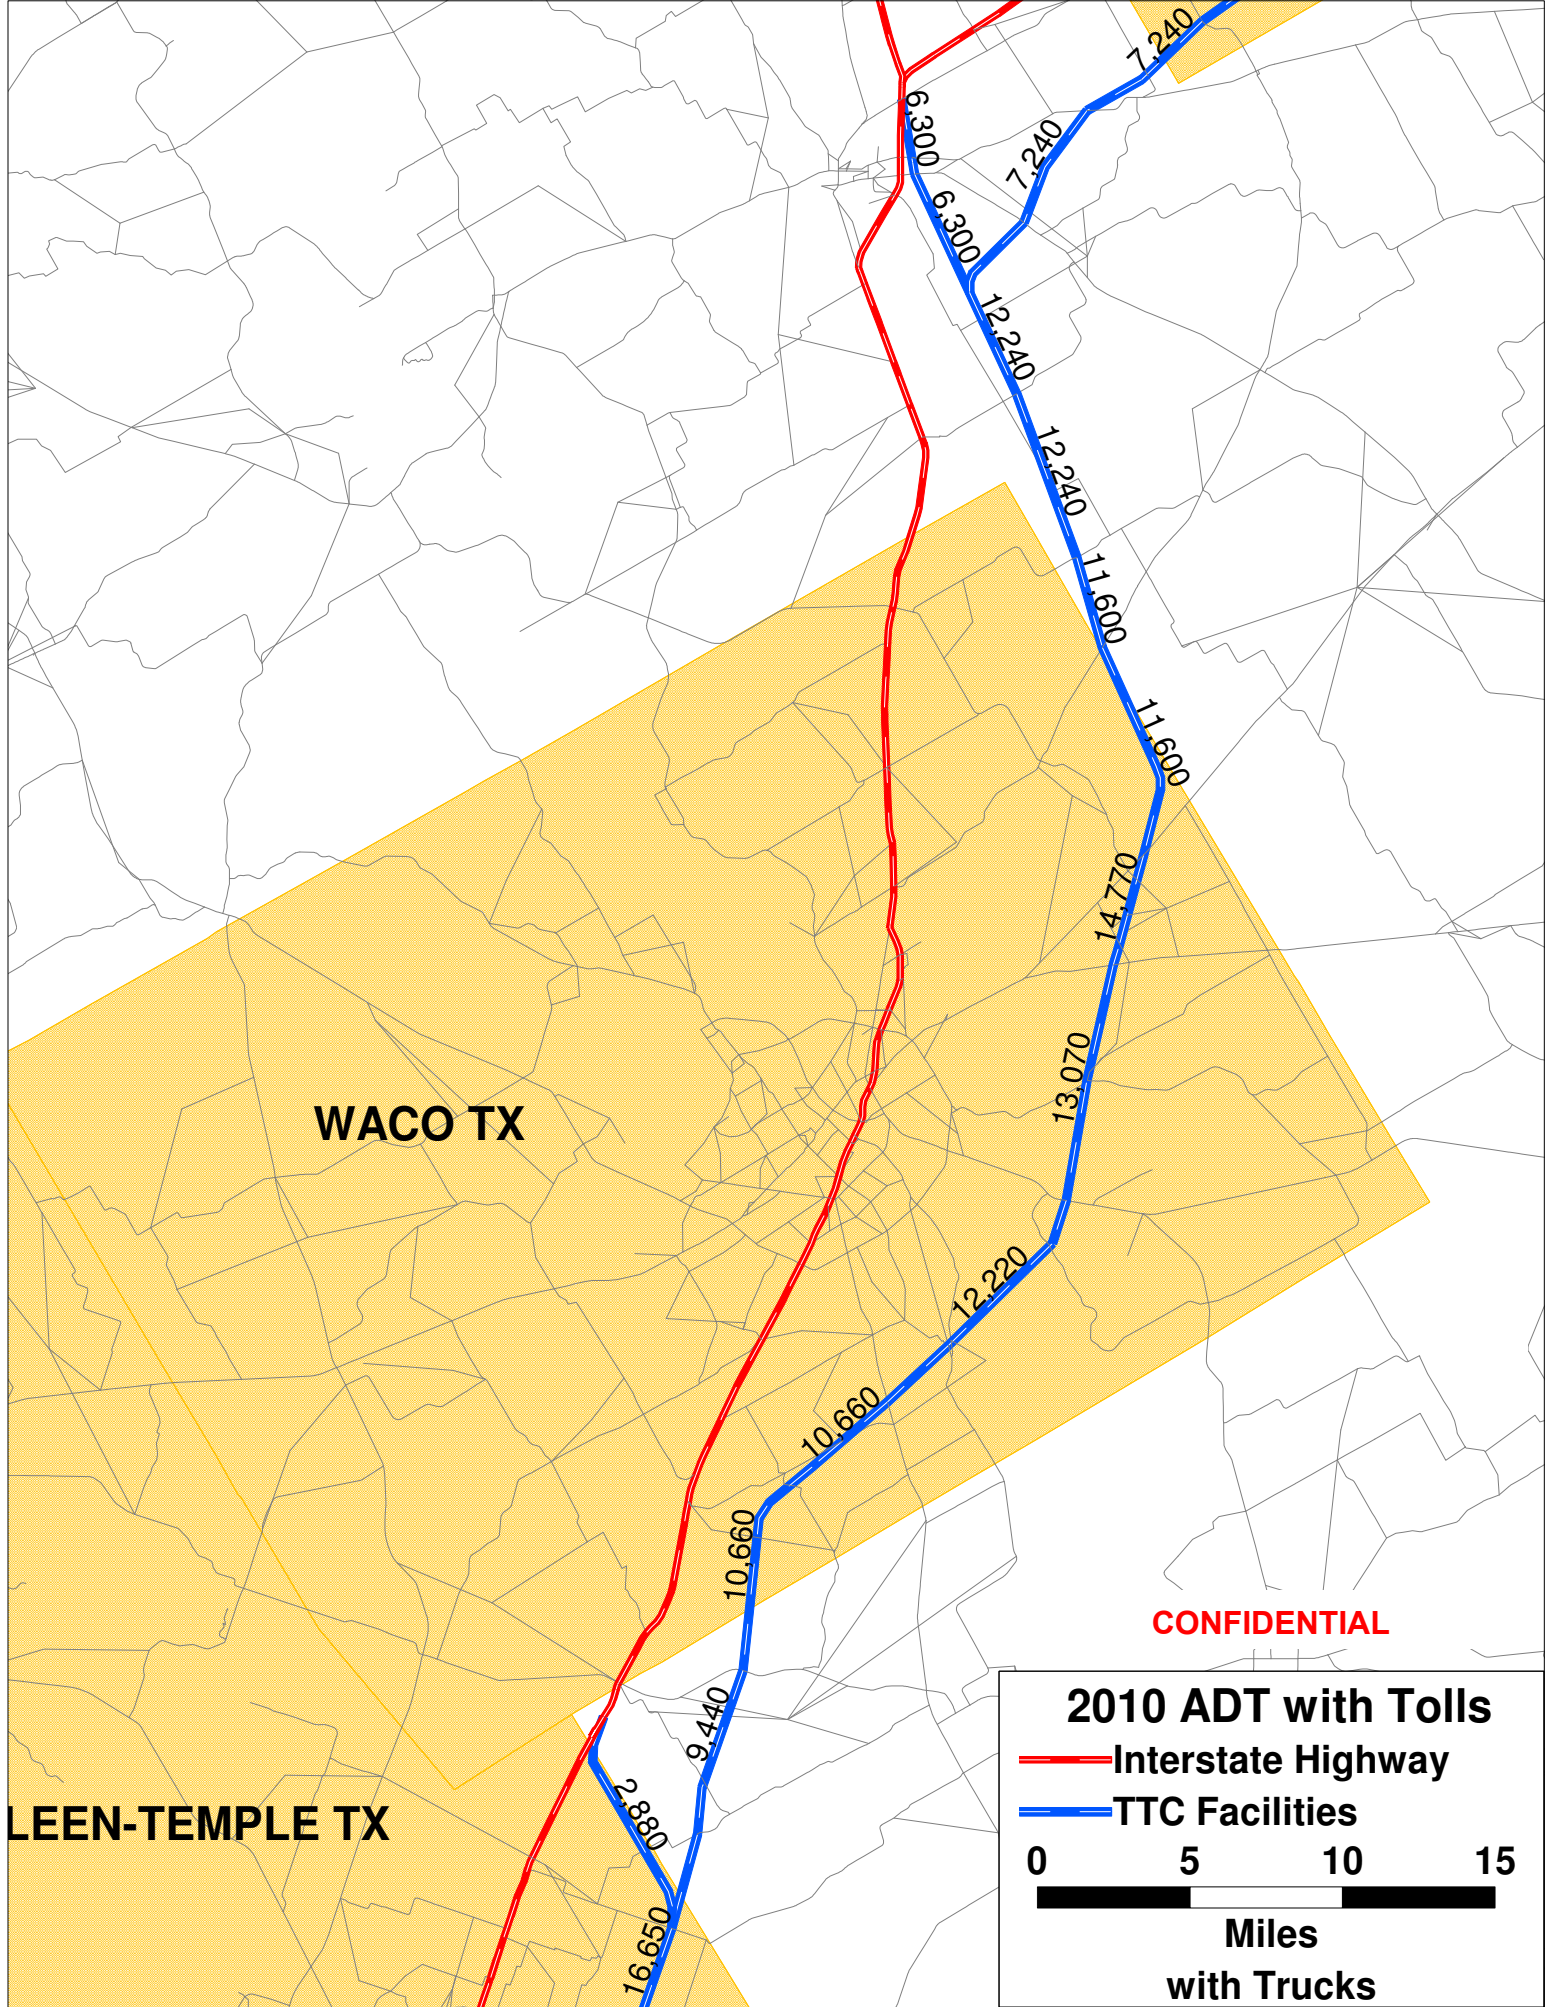 7,240
6,300
7,240
6,300
12,240
12,240
11,600
11,600
14,770
13,070
WACO TX
12,220
10,660
10,660
CONFIDENTIAL
9,440
2,880
LEEN-TEMPLE TX
16,650
2010 ADT with Tolls
Interstate Highway
TTC Facilities
0 5 10 15
Miles
with Trucks